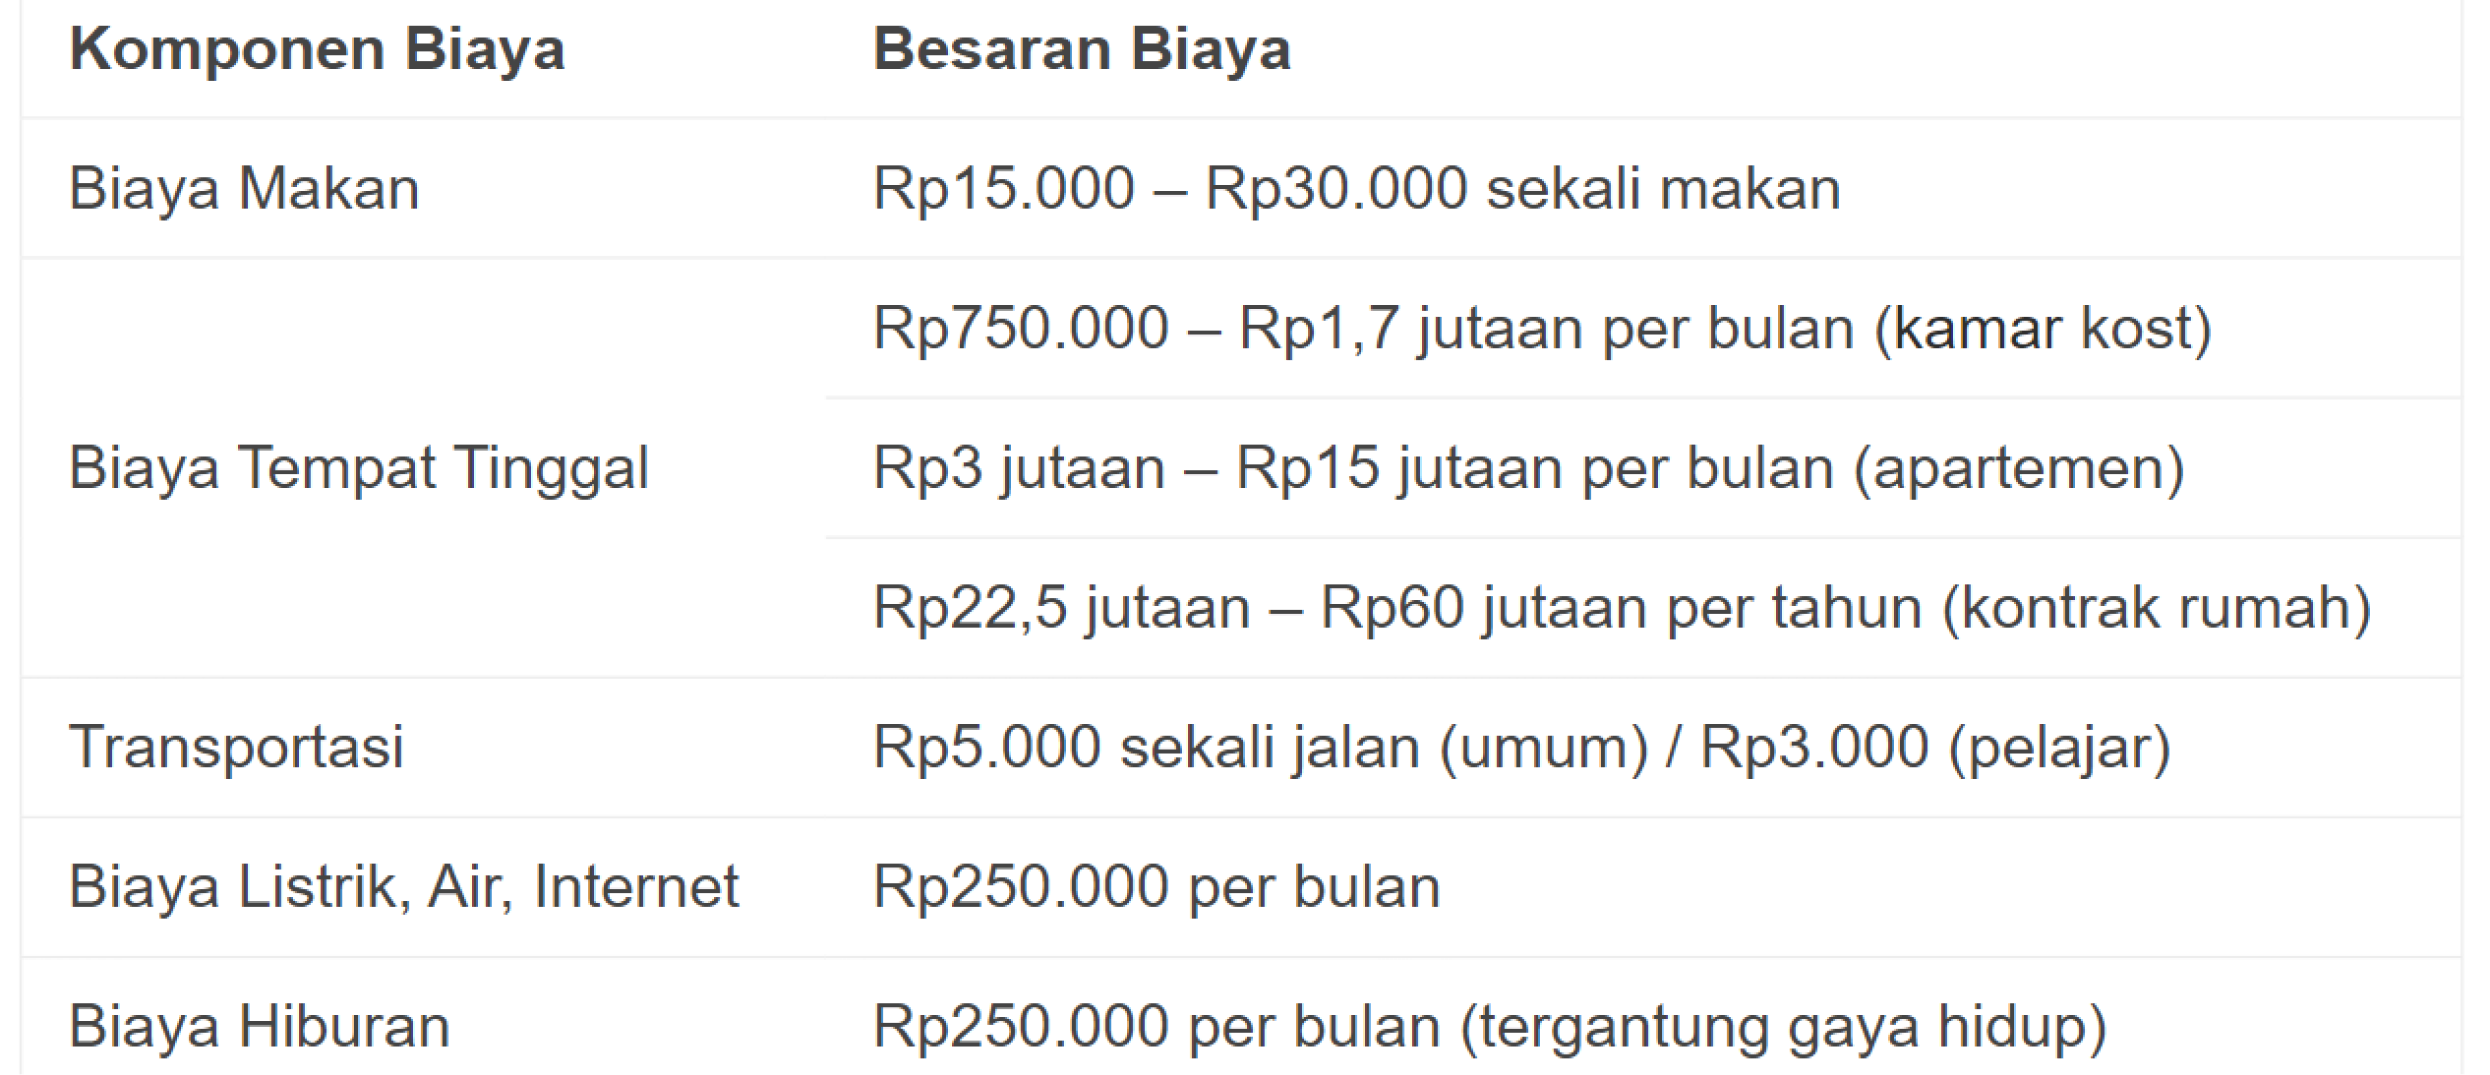 Komponen Biaya Besaran Biaya
Biaya Makan Rp15.000 – Rp30.000 sekali makan
Rp750.000 – Rp1,7 jutaan per bulan (kamar kost)
Biaya Tempat Tinggal Rp3 jutaan – Rp15 jutaan per bulan (apartemen)
Rp22,5 jutaan – Rp60 jutaan per tahun (kontrak rumah)
Transportasi Rp5.000 sekali jalan (umum) / Rp3.000 (pelajar)
Biaya Listrik, Air, Internet Rp250.000 per bulan
Biaya Hiburan Rp250.000 per bulan (tergantung gaya hidup)